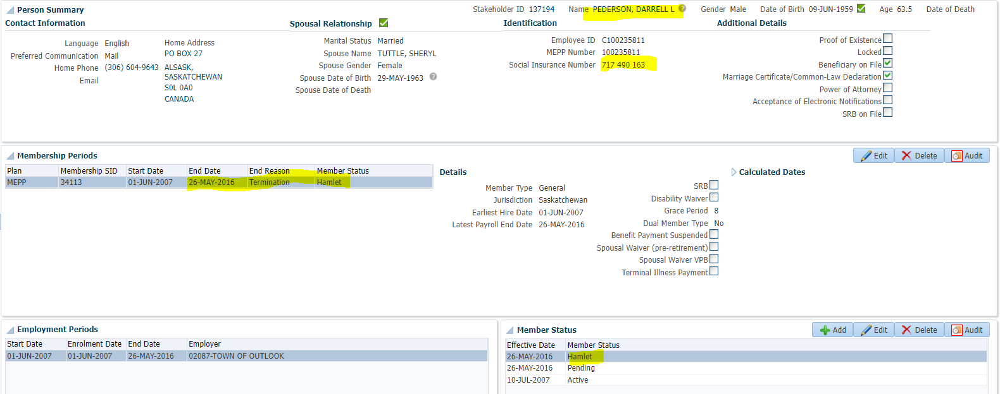 Person Summary
Stakeholder ID 137194 Name PEDERSON, DARRELL L Gender Male Date of Birth 09-JUN-1959 Age 63.5 Date of Death
Contact Information
Language English
Preferred Communication Mail
Home Phone (306) 604-9643
Email
Home Address
PO BOX 27
ALSASK,
SASKATCHEWAN
S0L 0A0
CANADA
Spousal Relationship
Marital Status Married
Spouse Name TUTTLE, SHERYL
Spouse Gender Female
Spouse Date of Birth 29-MAY-1963
Spouse Date of Death
Identification
Employee ID C100235811
MEPP Number 100235811
Social Insurance Number 717 490 163
Additional Details
Proof of Existence
Locked
Beneficiary on File
Marriage Certificate/Common-Law Declaration
Power of Attorney
Acceptance of Electronic Notifications
SRB on File
Membership Periods
Edit Delete Audit
Plan Membership SID Start Date End Date End Reason Member Status
MEPP 34113 01-JUN-2007 26-MAY-2016 Termination Hamlet
Details
Member Type General
Jurisdiction Saskatchewan
Earliest Hire Date 01-JUN-2007
Latest Payroll End Date 26-MAY-2016
SRB
Disability Waiver
Grace Period 8
Dual Member Type No
Benefit Payment Suspended
Spousal Waiver (pre-retirement)
Spousal Waiver VPB
Terminal Illness Payment
Calculated Dates
Employment Periods
Start Date Enrolment Date End Date Employer
01-JUN-2007 01-JUN-2007 26-MAY-2016 02087-TOWN OF OUTLOOK
Member Status
Add Edit Delete Audit
Effective Date Member Status
26-MAY-2016 Hamlet
26-MAY-2016 Pending
10-JUL-2007 Active